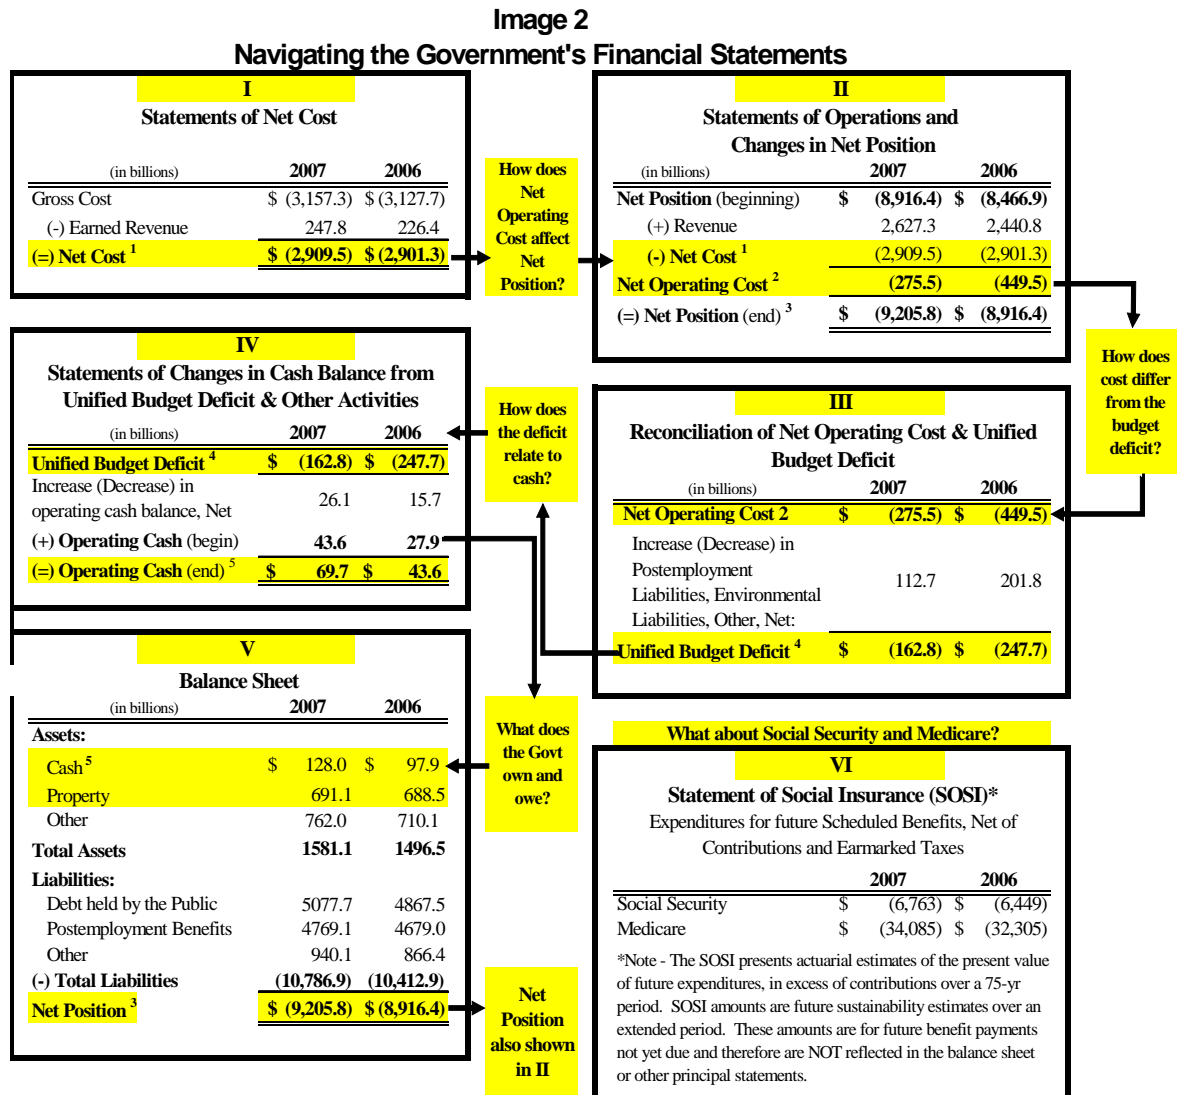 Image 2
Navigating the Government's Financial Statements
I
Statements of Net Cost
(in billions) 2007 2006
Gross Cost $ (3,157.3) $ (3,127.7)
(-) Earned Revenue 247.8 226.4
(=) Net Cost 1 $ (2,909.5) $ (2,901.3)
How does
Net
Operating
Cost affect
Net
Position?
II
Statements of Operations and
Changes in Net Position
(in billions) 2007 2006
Net Position (beginning) $ (8,916.4) $ (8,466.9)
(+) Revenue 2,627.3 2,440.8
(-) Net Cost 1 (2,909.5) (2,901.3)
Net Operating Cost 2 (275.5) (449.5)
(=) Net Position (end) 3 $ (9,205.8) $ (8,916.4)
How does
cost differ
from the
budget
deficit?
III
Reconciliation of Net Operating Cost & Unified
Budget Deficit
(in billions) 2007 2006
Net Operating Cost 2 $ (275.5) $ (449.5)
Increase (Decrease) in
Postemployment
Liabilities, Environmental 112.7 201.8
Liabilities, Other, Net:
Unified Budget Deficit 4 $ (162.8) $ (247.7)
How does
the deficit
relate to
cash?
IV
Statements of Changes in Cash Balance from
Unified Budget Deficit & Other Activities
(in billions) 2007 2006
Unified Budget Deficit 4 $ (162.8) $ (247.7)
Increase (Decrease) in
operating cash balance, Net 26.1 15.7
(+) Operating Cash (begin) 43.6 27.9
(=) Operating Cash (end) 5 $ 69.7 $ 43.6
What does
the Govt
own and
owe?
V
Balance Sheet
(in billions) 2007 2006
Assets:
Cash 5 $ 128.0 $ 97.9
Property 691.1 688.5
Other 762.0 710.1
Total Assets 1581.1 1496.5
Liabilities:
Debt held by the Public 5077.7 4867.5
Postemployment Benefits 4769.1 4679.0
Other 940.1 866.4
(-) Total Liabilities (10,786.9) (10,412.9)
Net Position 3 $ (9,205.8) $ (8,916.4)
Net
Position
also shown
in II
What about Social Security and Medicare?
VI
Statement of Social Insurance (SOSI)*
Expenditures for future Scheduled Benefits, Net of
Contributions and Earmarked Taxes
2007 2006
Social Security $ (6,763) $ (6,449)
Medicare $ (34,085) $ (32,305)
*Note - The SOSI presents actuarial estimates of the present value
of future expenditures, in excess of contributions over a 75-yr
period. SOSI amounts are future sustainability estimates over an
extended period. These amounts are for future benefit payments
not yet due and therefore are NOT reflected in the balance sheet
or other principal statements.